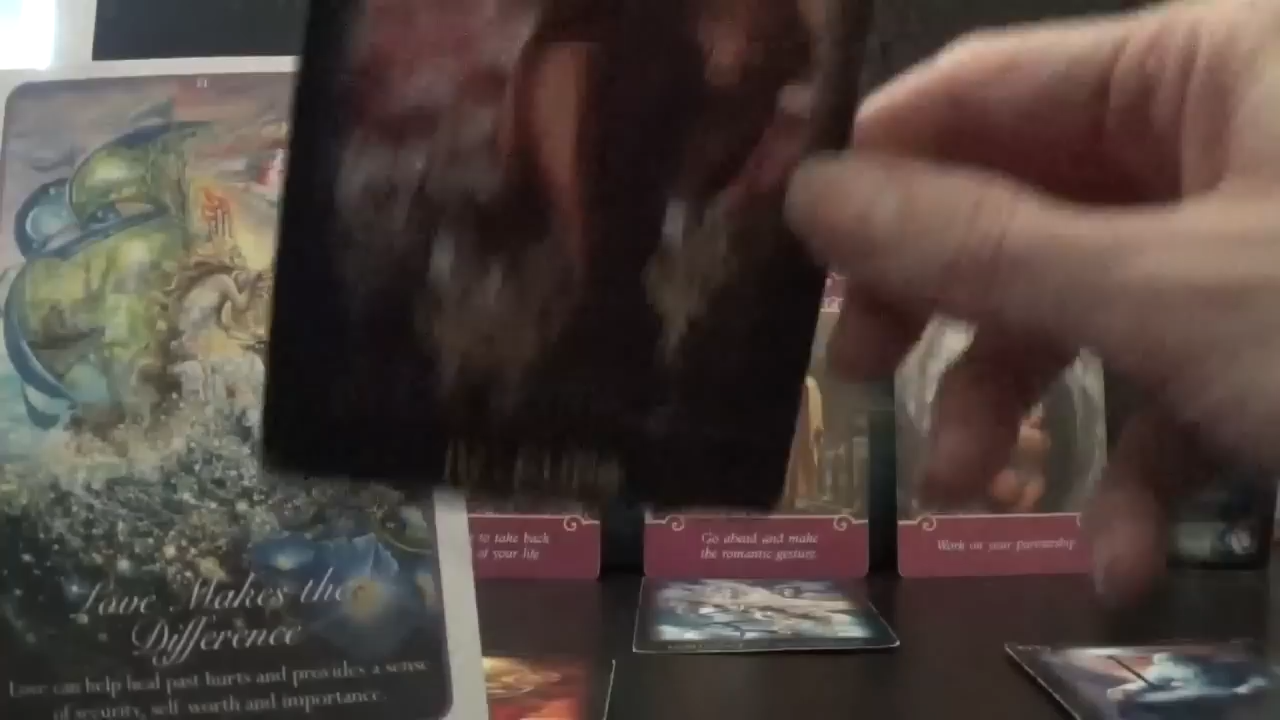 Love Makes the
Difference
Love can help heal past hurts and provides a sense
of security, self worth and importance.
to take back
of your life
Go ahead and make
the romantic gesture.
Work on your partnership